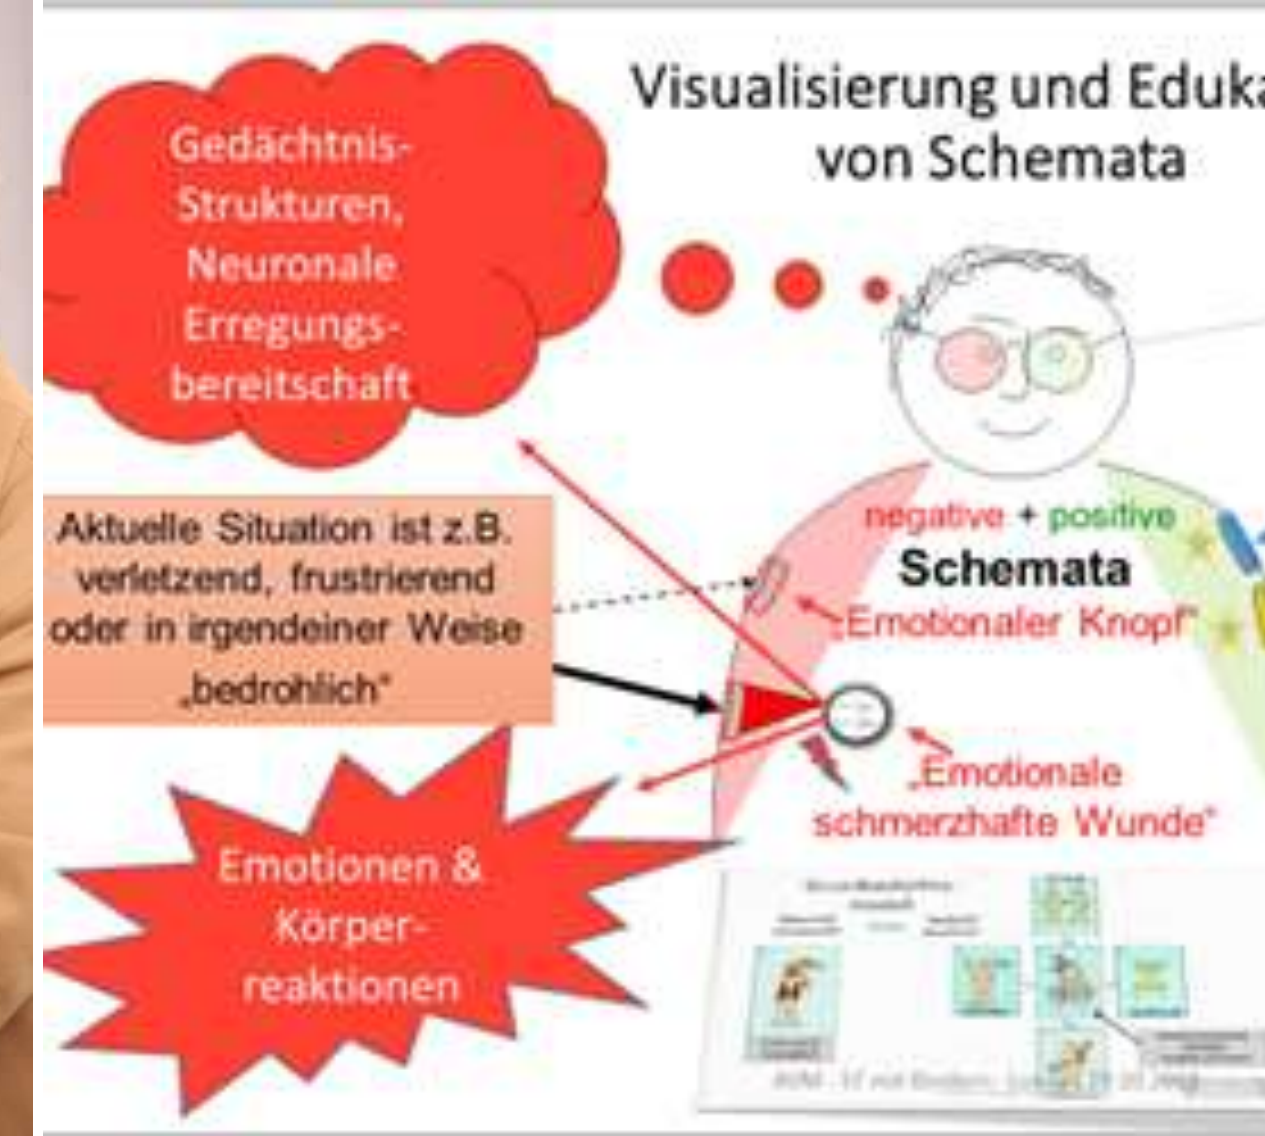 Visualisierung und Eduka
von Schemata
Gedächtnis-
Strukturen,
Neuronale
Erregungs-
bereitschaft
Aktuelle Situation ist z.B.
verletzend, frustrierend
oder in irgendeiner Weise
„bedrohlich“
negative + positive
Schemata
„Emotionaler Knopf“
„Emotionale
schmerzhafte Wunde“
Emotionen &
Körper-
reaktionen